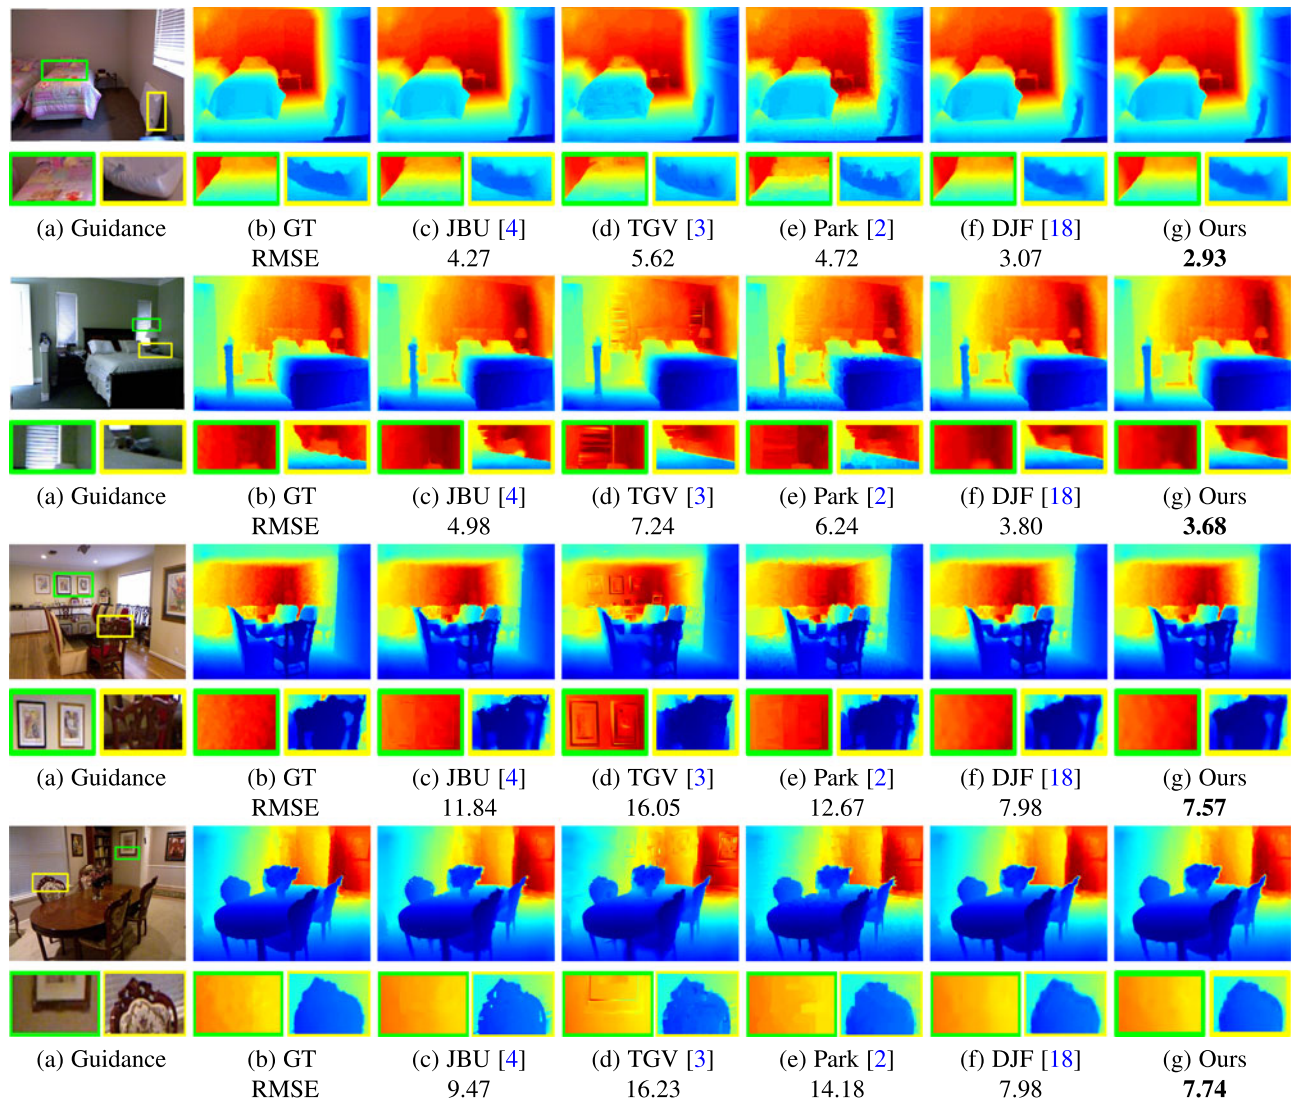 (a) Guidance (b) GT (c) JBU [4] (d) TGV [3] (e) Park [2] (f) DJF [18] (g) Ours
RMSE 4.27 5.62 4.72 3.07 2.93
(a) Guidance (b) GT (c) JBU [4] (d) TGV [3] (e) Park [2] (f) DJF [18] (g) Ours
RMSE 4.98 7.24 6.24 3.80 3.68
(a) Guidance (b) GT (c) JBU [4] (d) TGV [3] (e) Park [2] (f) DJF [18] (g) Ours
RMSE 11.84 16.05 12.67 7.98 7.57
(a) Guidance (b) GT (c) JBU [4] (d) TGV [3] (e) Park [2] (f) DJF [18] (g) Ours
RMSE 9.47 16.23 14.18 7.98 7.74